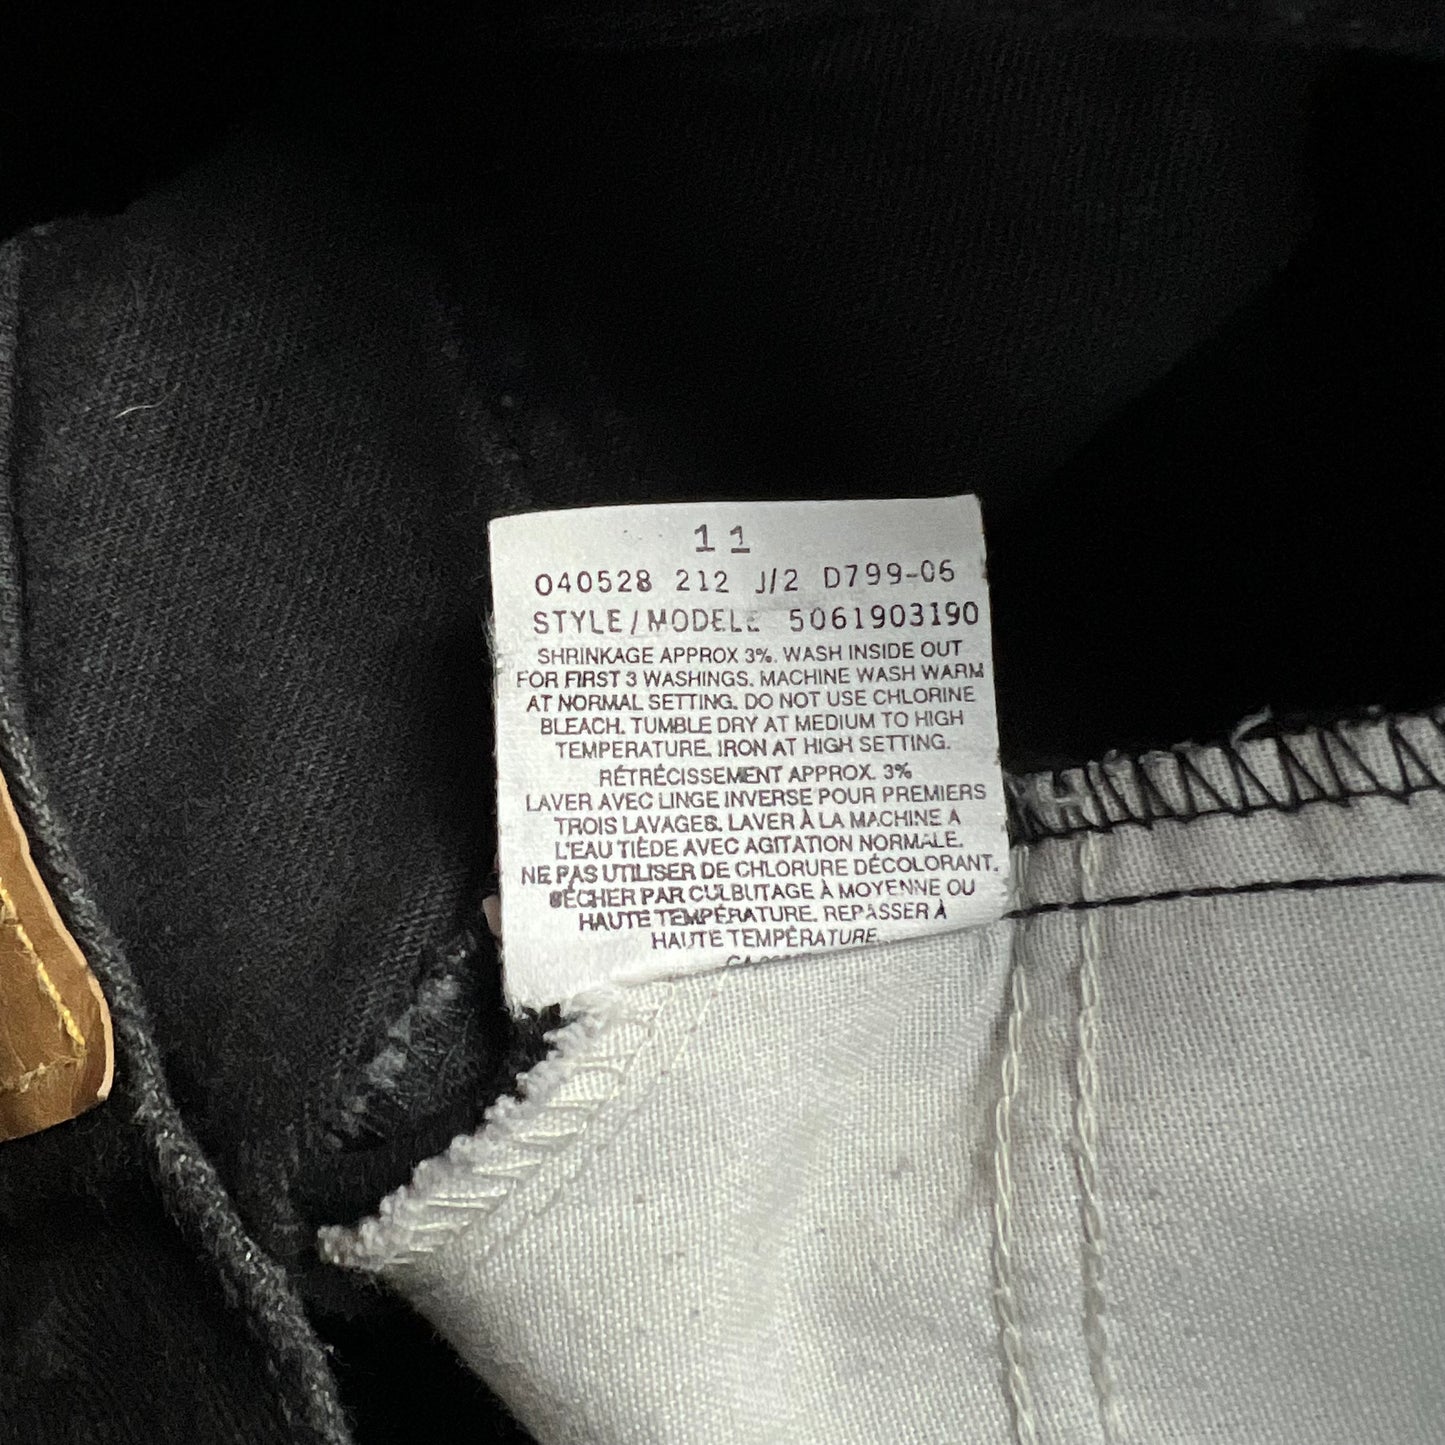 11
040528 212 J/2 D799-06
STYLE/MODELE 5061903190
SHRINKAGE APPROX 3%. WASH INSIDE OUT
FOR FIRST 3 WASHINGS. MACHINE WASH WARM
AT NORMAL SETTING. DO NOT USE CHLORINE
BLEACH. TUMBLE DRY AT MEDIUM TO HIGH
TEMPERATURE. IRON AT HIGH SETTING.
RÉTRÉCISSEMENT APPROX. 3%
LAVER AVEC LINGE INVERSE POUR PREMIERS
TROIS LAVAGES. LAVER À LA MACHINE A
L'EAU TIÈDE AVEC AGITATION NORMALE.
NE PAS UTILISER DE CHLORURE DÉCOLORANT.
SÉCHER PAR CULBUTAGE À MOYENNE OU
HAUTE TEMPÉRATURE. REPASSER À
HAUTE TEMPÉRATURE.